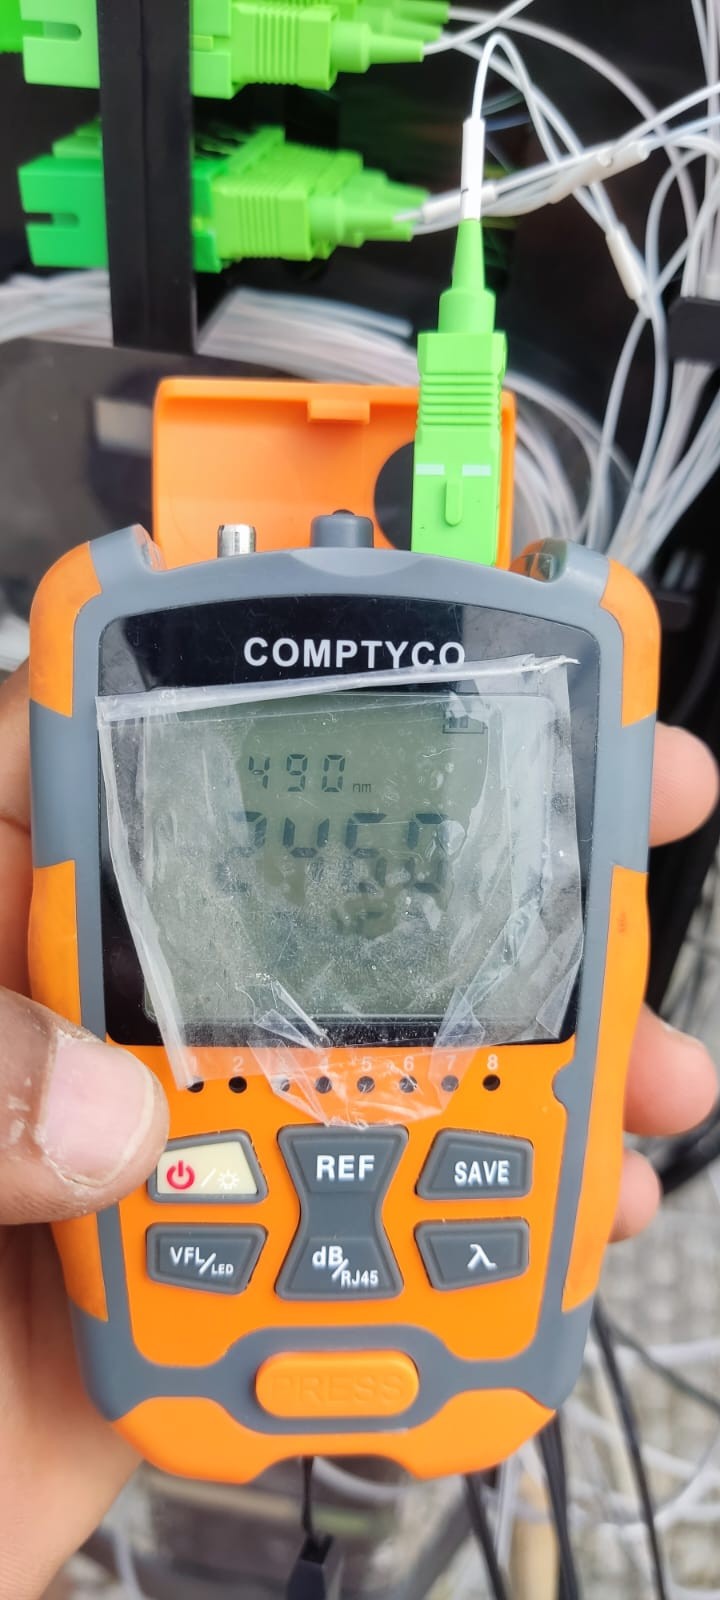 COMPTYCO
490 nm
1 2 3 4 5 6 7 8
REF
SAVE
VFL/LED
dB/RJ45
λ
PRESS